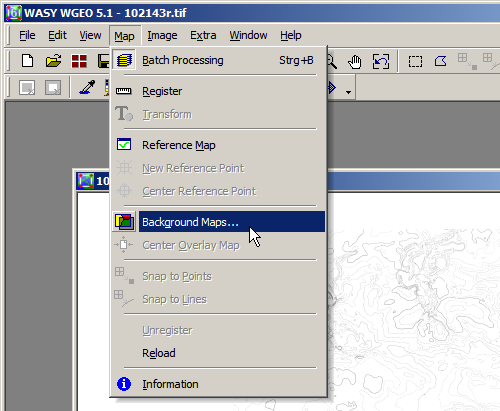 WASY WGEO 5.1 - 102143r.tif
File Edit View Map Image Extra Window Help
Batch Processing Strg+B
Register
Transform
Reference Map
New Reference Point
Center Reference Point
Background Maps...
Center Overlay Map
Snap to Points
Snap to Lines
Unregister
Reload
Information